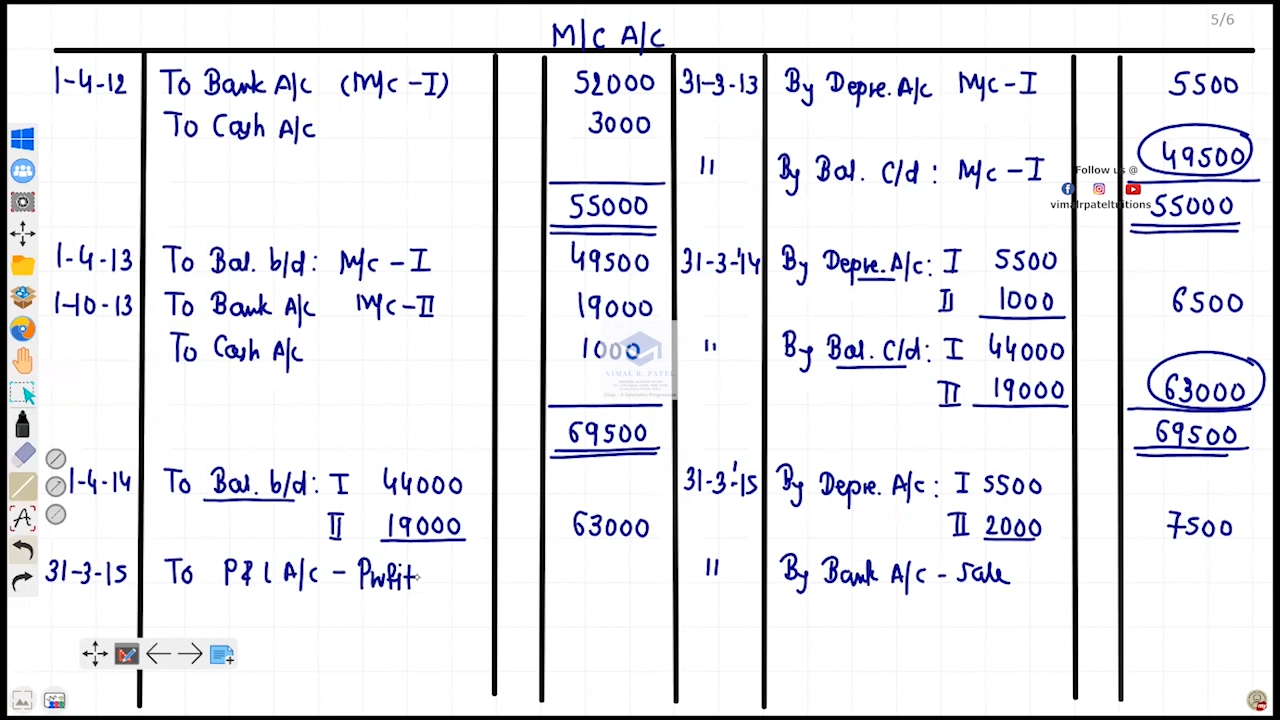 5/6
M/C A/C
1-4-12 To Bank A/C (M/C-I) 52000 31-3-13 By Depre. A/C M/C-I 5500
To Cash A/C 3000
" By Bal. C/d: M/C-I 49500
Follow us @
vimalrpateltuitions
55000 55000
1-4-13 To Bal. b/d: M/C-I 49500 31-3-'14 By Depre. A/C: I 5500
1-10-13 To Bank A/C M/C-II 19000 II 1000 6500
To Cash A/C 1000 " By Bal. C/d: I 44000
VIMAL R. PATEL
II 19000 63000
69500 69500
1-4-14 To Bal. b/d: I 44000 31-3-'15 By Depre. A/C: I 5500
II 19000 63000 II 2000 7500
31-3-15 To P&L A/C - Profit " By Bank A/C - Sale